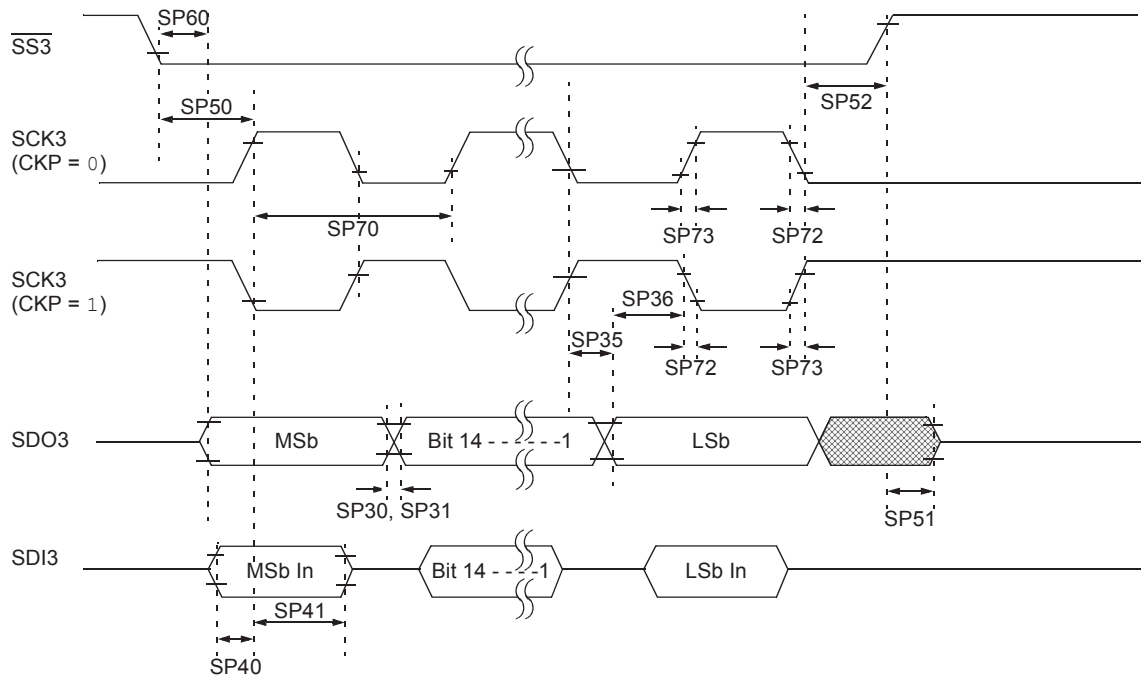 SP60
SS3
SP50
SP52
SCK3
(CKP = 0)
SP70
SP73
SP72
SCK3
(CKP = 1)
SP36
SP35
SP72
SP73
SDO3
MSb
Bit 14 - - - - - -1
LSb
SP30, SP31
SP51
SDI3
MSb In
Bit 14 - - - - -1
LSb In
SP41
SP40